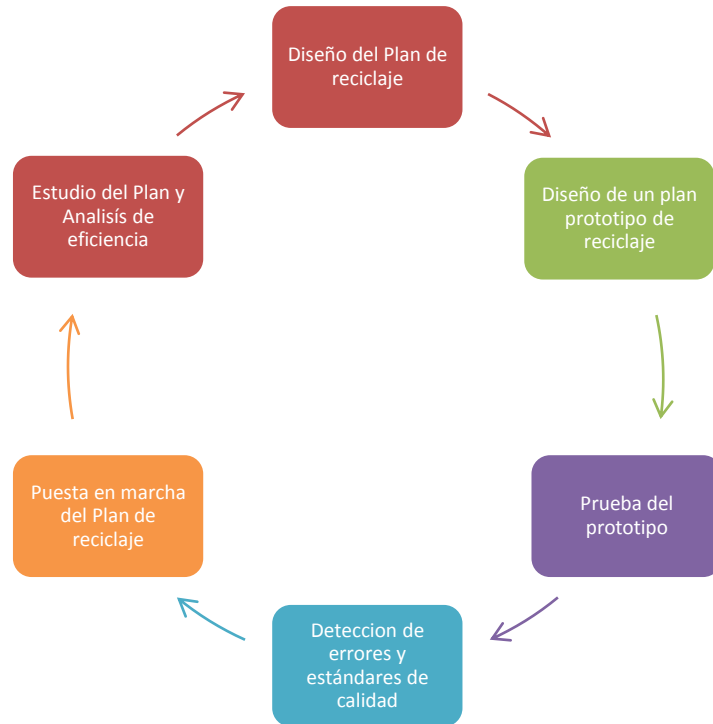 Diseño del Plan de
reciclaje
Diseño de un plan
prototipo de
reciclaje
Prueba del
prototipo
Deteccion de
errores y
estándares de
calidad
Puesta en marcha
del Plan de
reciclaje
Estudio del Plan y
Analisís de
eficiencia